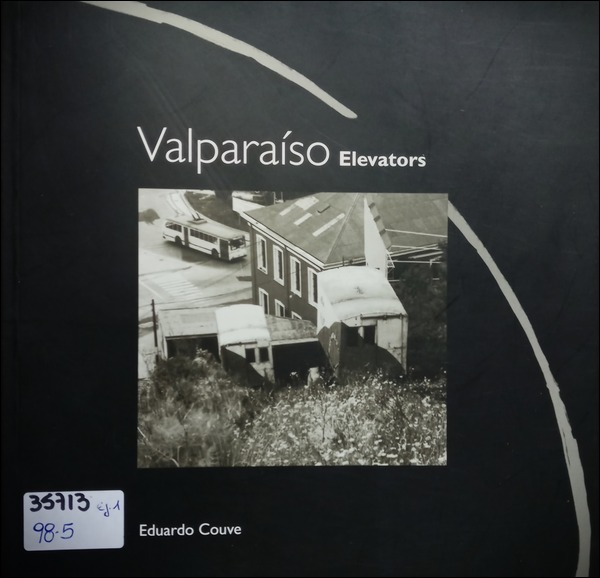 Valparaíso Elevators
35713 ej.1
98-5
Eduardo Couve